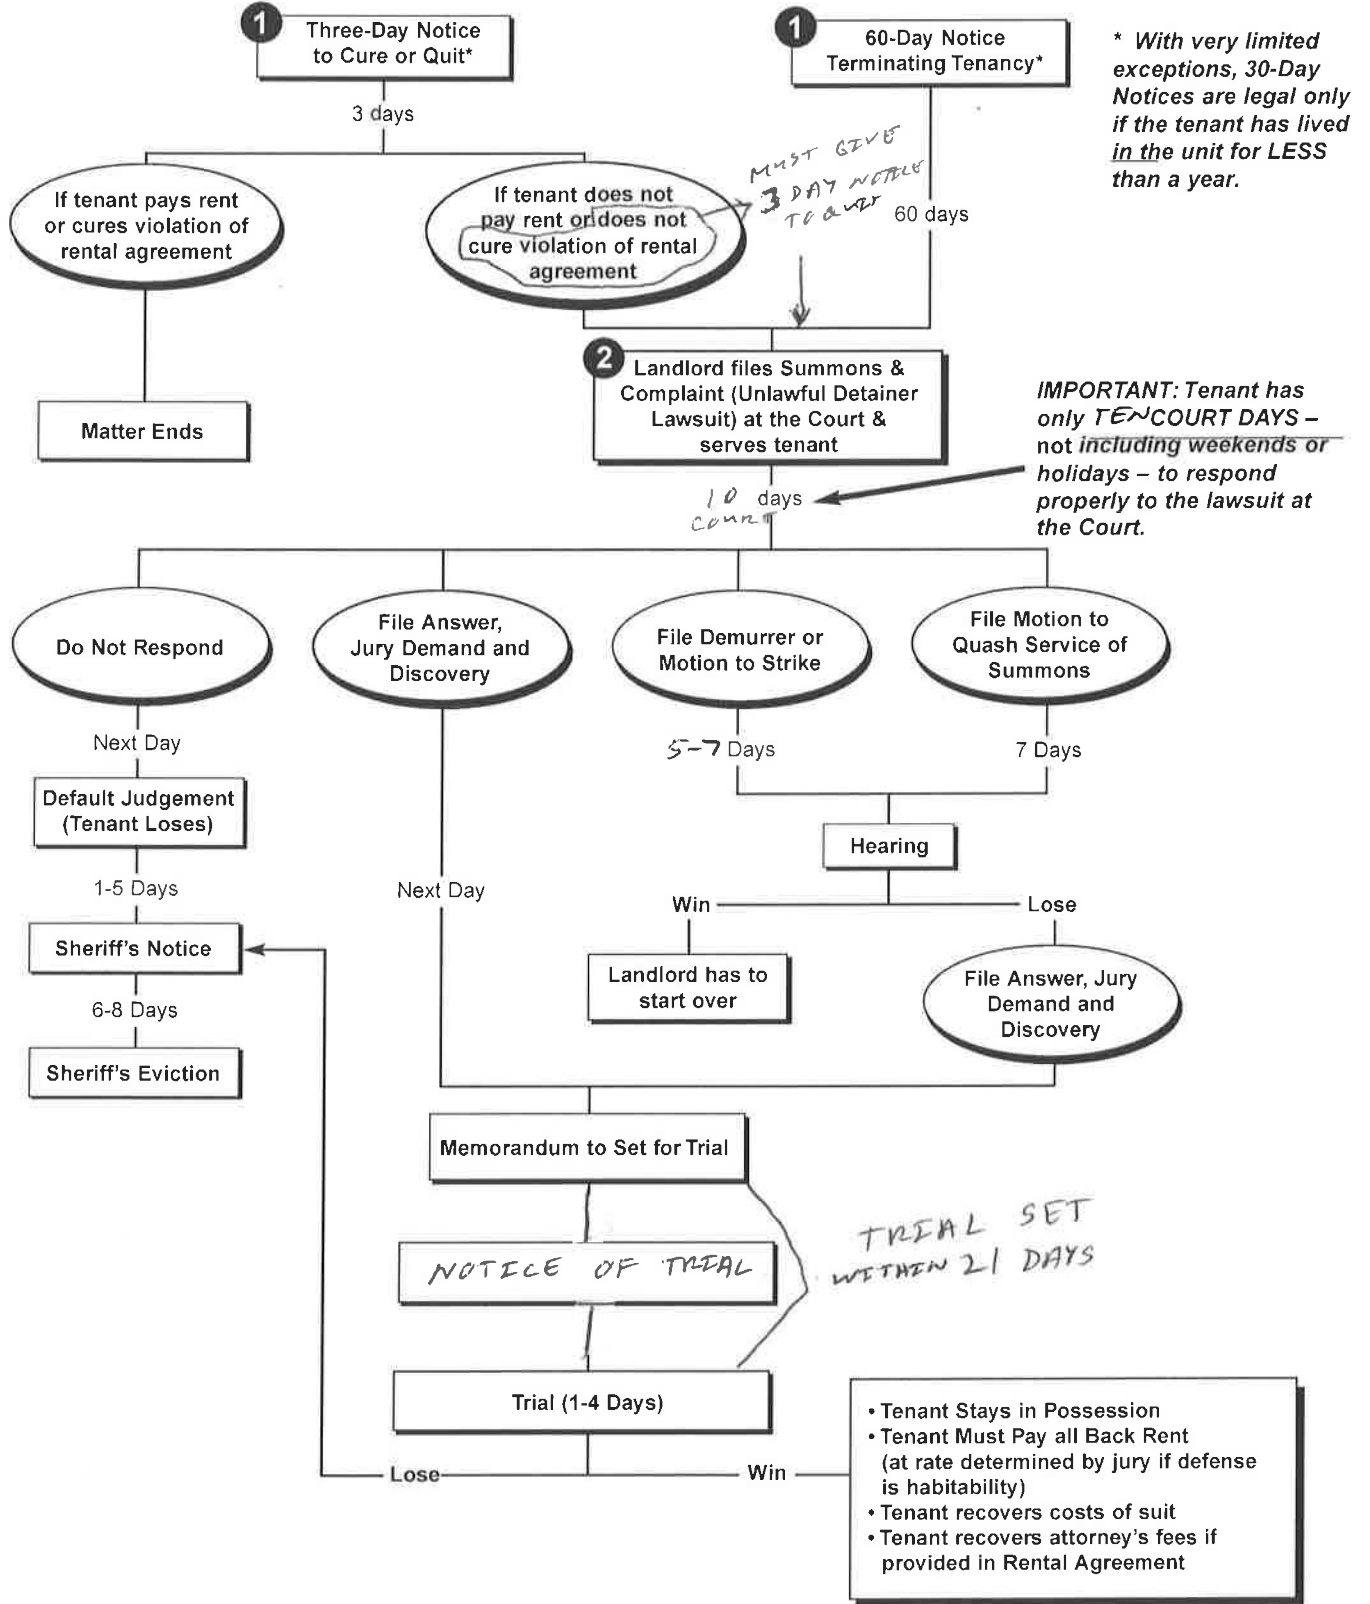 1
Three-Day Notice
to Cure or Quit*
1
60-Day Notice
Terminating Tenancy*
* With very limited
exceptions, 30-Day
Notices are legal only
if the tenant has lived
in the unit for LESS
than a year.
3 days
If tenant pays rent
or cures violation of
rental agreement
If tenant does not
pay rent or does not
cure violation of rental
agreement
MUST GIVE
3 DAY NOTICE
TO QUIT
60 days
Matter Ends
2
Landlord files Summons &
Complaint (Unlawful Detainer
Lawsuit) at the Court &
serves tenant
IMPORTANT: Tenant has
only TEN COURT DAYS –
not including weekends or
holidays – to respond
properly to the lawsuit at
the Court.
10 days
COURT
Do Not Respond
File Answer,
Jury Demand and
Discovery
File Demurrer or
Motion to Strike
File Motion to
Quash Service of
Summons
Next Day
5-7 Days
7 Days
Default Judgement
(Tenant Loses)
Hearing
1-5 Days
Next Day
Win
Lose
Sheriff's Notice
Landlord has to
start over
File Answer, Jury
Demand and
Discovery
6-8 Days
Sheriff's Eviction
Memorandum to Set for Trial
NOTICE OF TRIAL
TRIAL SET
WITHIN 21 DAYS
Trial (1-4 Days)
Lose
Win
• Tenant Stays in Possession
• Tenant Must Pay all Back Rent
(at rate determined by jury if defense
is habitability)
• Tenant recovers costs of suit
• Tenant recovers attorney's fees if
provided in Rental Agreement